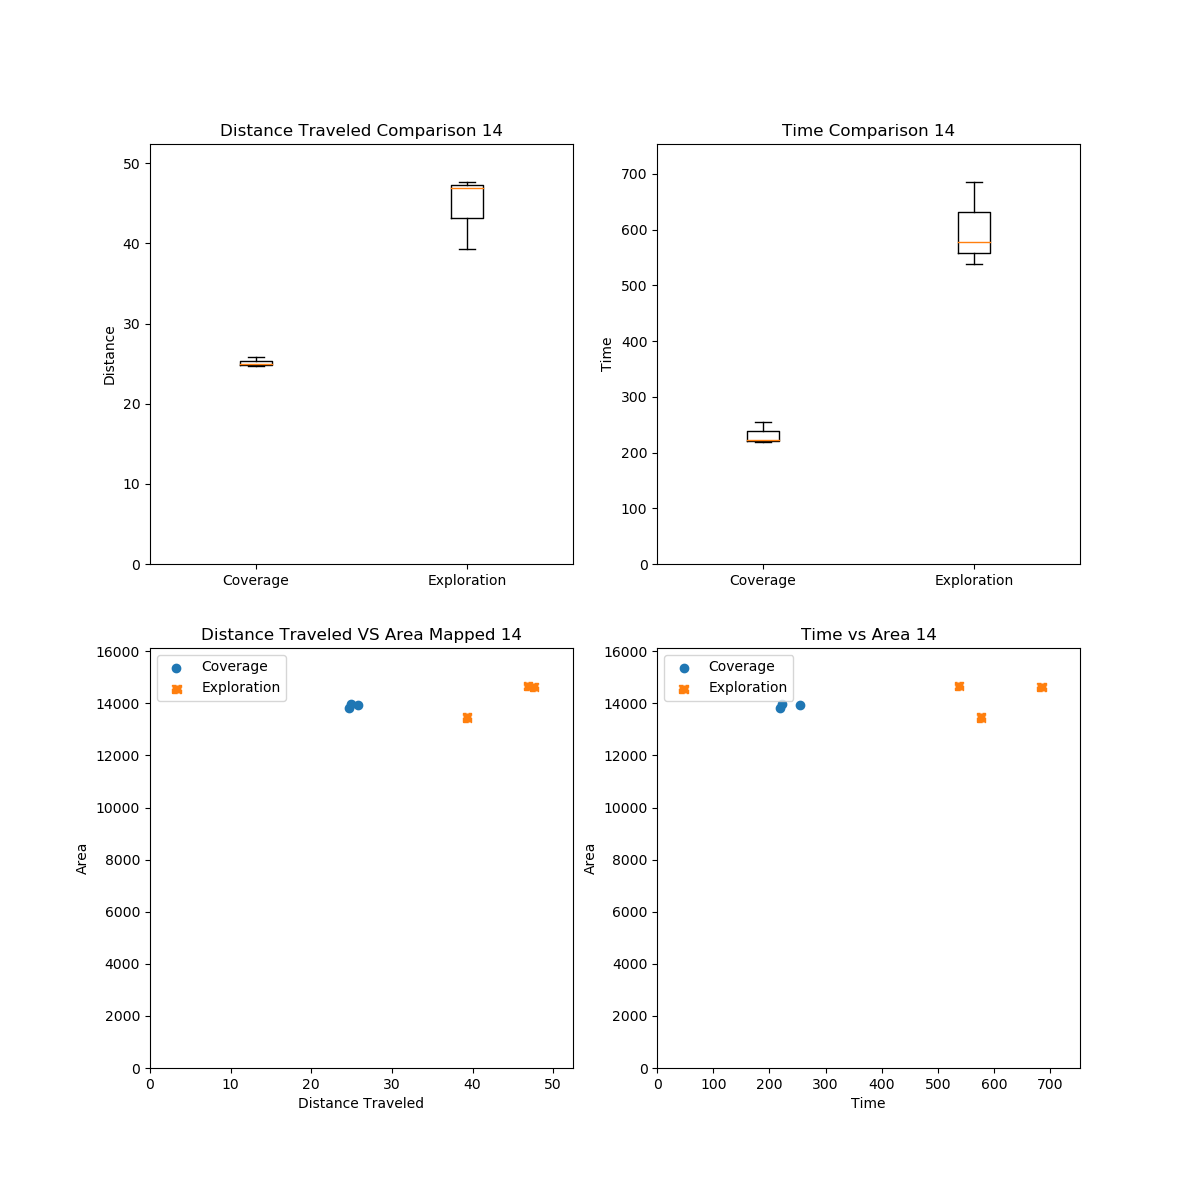 Distance Traveled Comparison 14
50
40
30
20
10
0
Distance
Coverage
Exploration
Time Comparison 14
700
600
500
400
300
200
100
0
Time
Coverage
Exploration
Distance Traveled VS Area Mapped 14
Coverage
Exploration
16000
14000
12000
10000
8000
6000
4000
2000
0
Area
0 10 20 30 40 50
Distance Traveled
Time vs Area 14
Coverage
Exploration
16000
14000
12000
10000
8000
6000
4000
2000
0
Area
0 100 200 300 400 500 600 700
Time